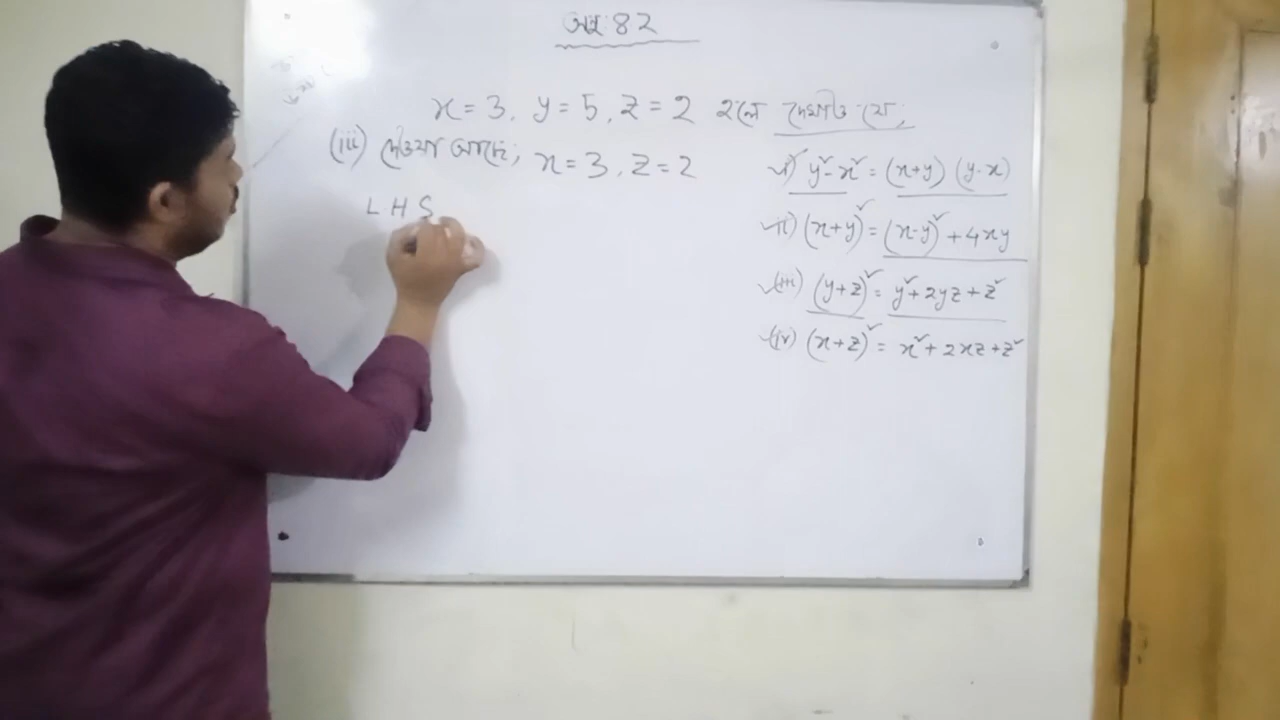 অনু: 82
x = 3, y = 5, z = 2 হলে দেখাও যে,
(iii) দেওয়া আছে, x = 3, z = 2
LHS
i) y² - x² = (x+y) (y-x)
ii) (x+y)² = (x-y)² + 4xy
(iii) (y+z)² = y² + 2yz + z²
(iv) (x+z)² = x² + 2xz + z²